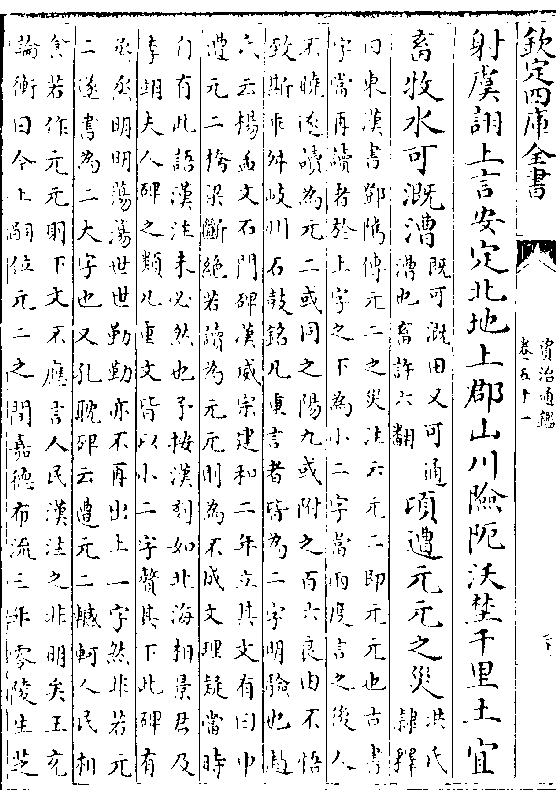 欽定四庫全書
資治通鑑
卷五十一
射虞詡上言安定北地上郡山川險阨沃埜千里土宜
畜牧水可溉漕既可溉田又可通漕也畜許六翻頃遭元元之災洪氏隸釋
曰東漢書鄧隲傳元二之災注云元二即元元也古書
字當再讀者於上字之下為小二字當兩度言之後人
不曉遂讀為元二或同之陽九或附之百六良由不悟
致斯乖舛岐州石鼓銘凡重言者皆為二字明驗也趙
氏云楊孟文石門碑漢威宗建和二年立其文有曰中
遭元二橋梁斷絶若讀為元元則為不成文理疑當時
自有此語漢注未必然也予按漢刻如北海相景君及
李翊夫人碑之類凡重文皆以小二字贅其下此碑有
烝烝明明蕩蕩世世勤勤亦不再出上一字然非若元
二遂書為二大字也又孔耽碑云遭元二轗軻人民相
食若作元元則下文不應言人民漢注之非明矣王充
論衡曰今上嗣位元二之間嘉德布流三年零陵生芝